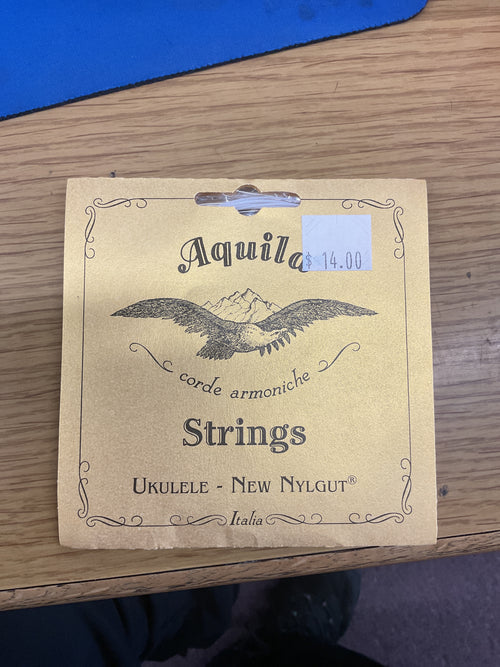 Aquila
$ 14.00
corde armoniche
Strings
UKULELE - NEW NYLGUT®
Italia